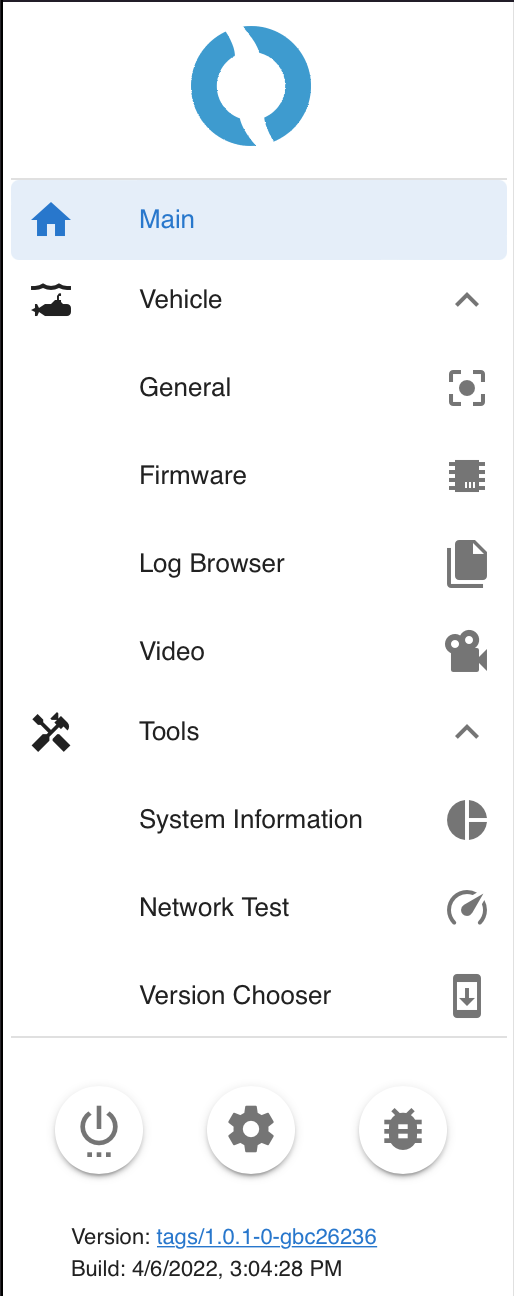 Main
Vehicle
General
Firmware
Log Browser
Video
Tools
System Information
Network Test
Version Chooser
Version: tags/1.0.1-0-gbc26236
Build: 4/6/2022, 3:04:28 PM